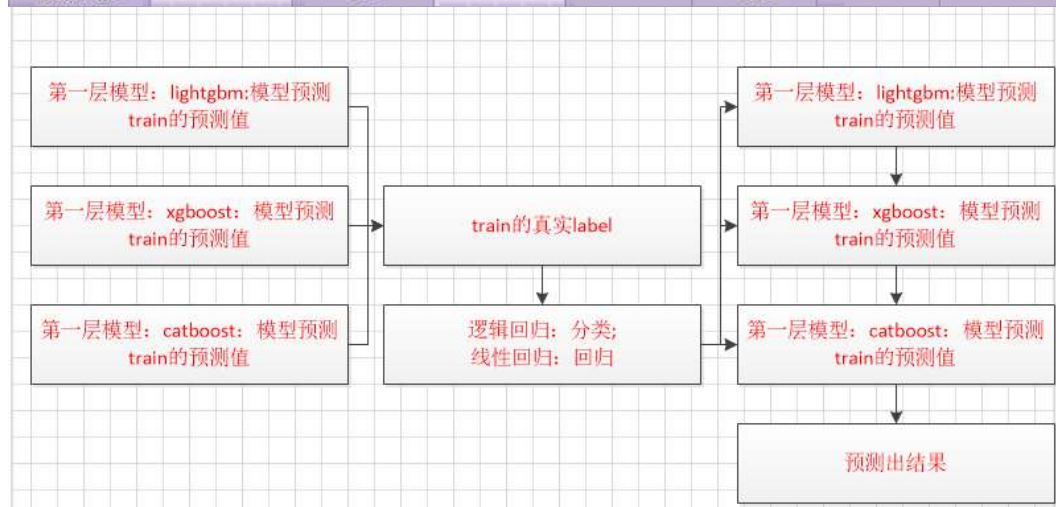 第一层模型：lightgbm:模型预测
train的预测值
第一层模型：xgboost：模型预测
train的预测值
第一层模型：catboost：模型预测
train的预测值
train的真实label
逻辑回归：分类;
线性回归：回归
第一层模型：lightgbm:模型预测
train的预测值
第一层模型：xgboost：模型预测
train的预测值
第一层模型：catboost：模型预测
train的预测值
预测出结果